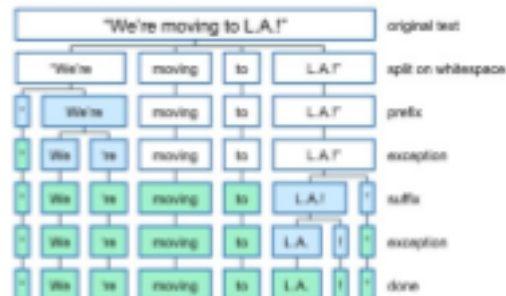 "We're moving to L.A.!" original text
"We're moving to L.A.!" split on whitespace
" We're moving to L.A.!" prefix
" We 're moving to L.A.!" exception
" We 're moving to L.A.! " suffix
" We 're moving to L.A. ! " exception
" We 're moving to L.A. ! " done